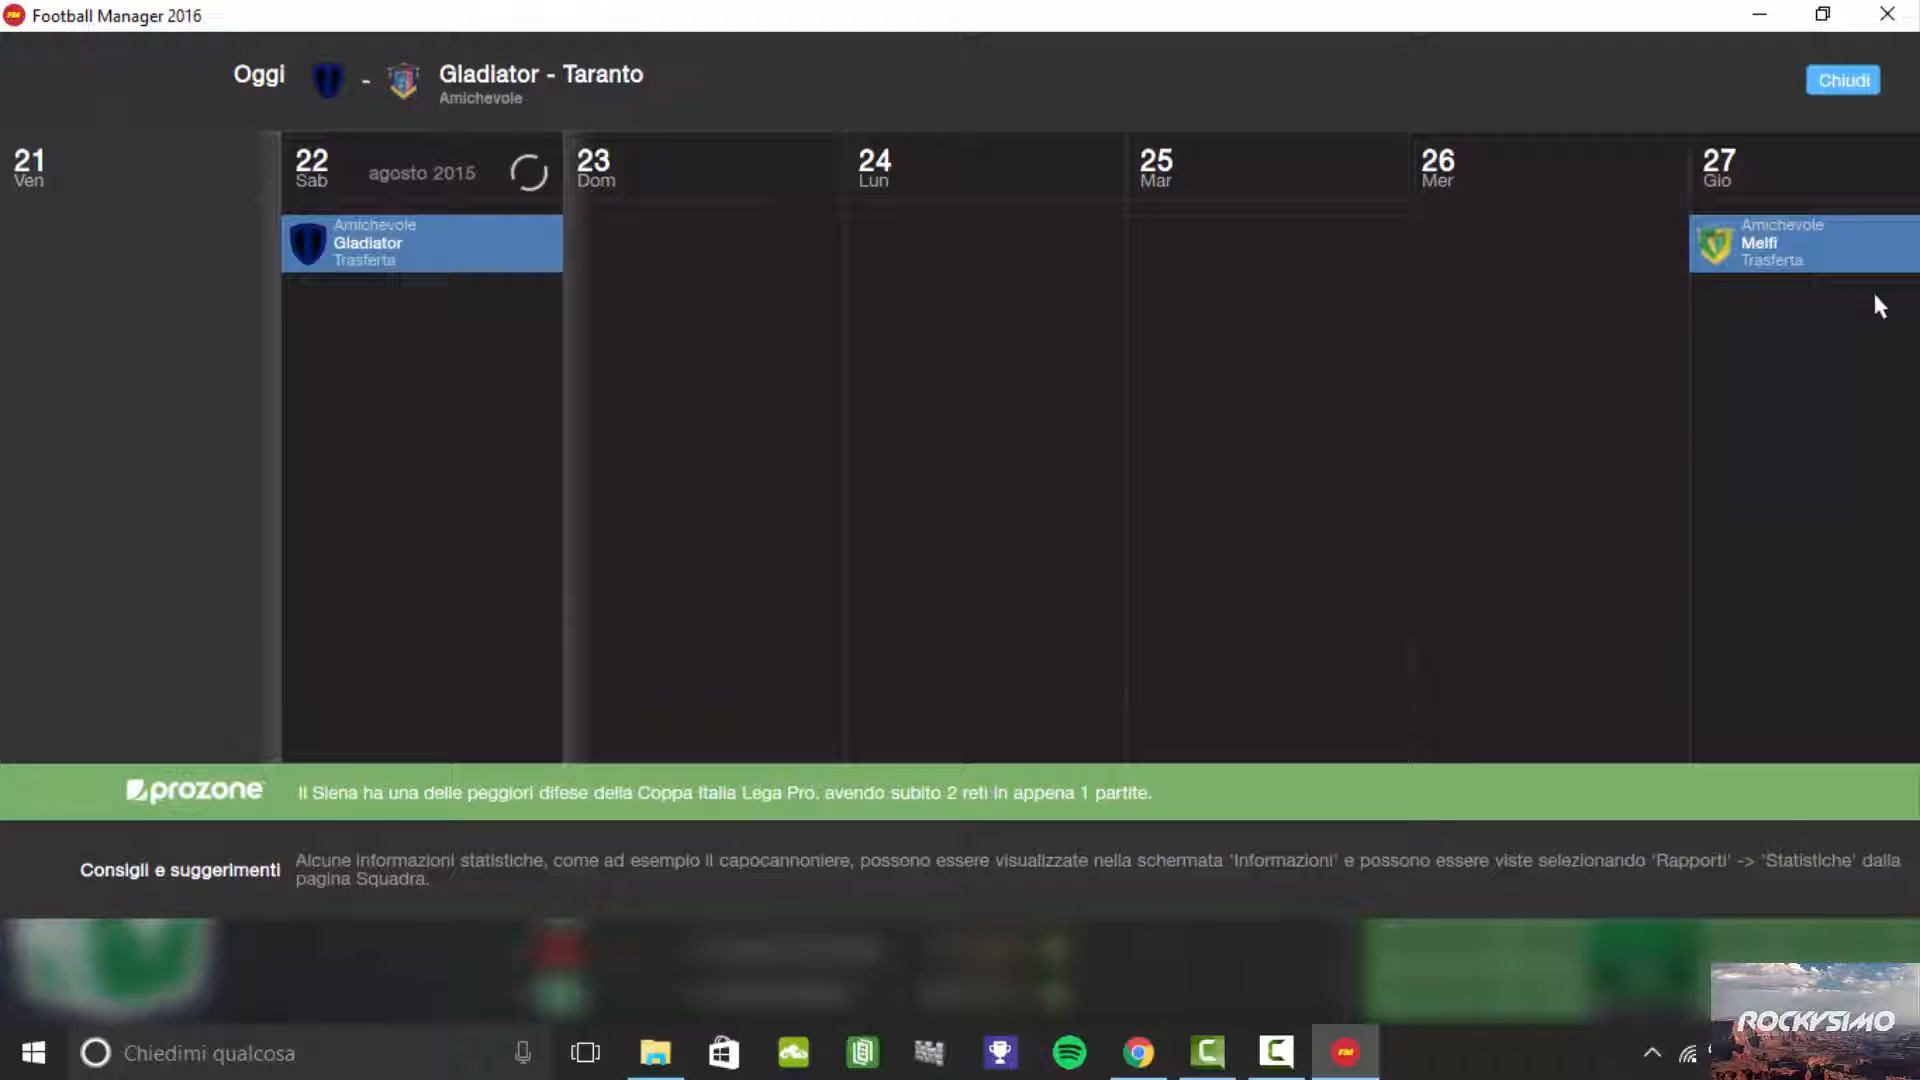 Football Manager 2016
Oggi
-
Gladiator - Taranto
Amichevole
Chiudi
21
Ven
22
Sab
agosto 2015
23
Dom
24
Lun
25
Mar
26
Mer
27
Gio
Amichevole
Gladiator
Trasferta
Amichevole
Melfi
Trasferta
prozone
Il Siena ha una delle peggiori difese della Coppa Italia Lega Pro, avendo subito 2 reti in appena 1 partite.
Consigli e suggerimenti
Alcune informazioni statistiche, come ad esempio il capocannoniere, possono essere visualizzate nella schermata 'Informazioni' e possono essere viste selezionando 'Rapporti' -> 'Statistiche' dalla
pagina Squadra.
ROCKYSIMO
Chiedimi qualcosa